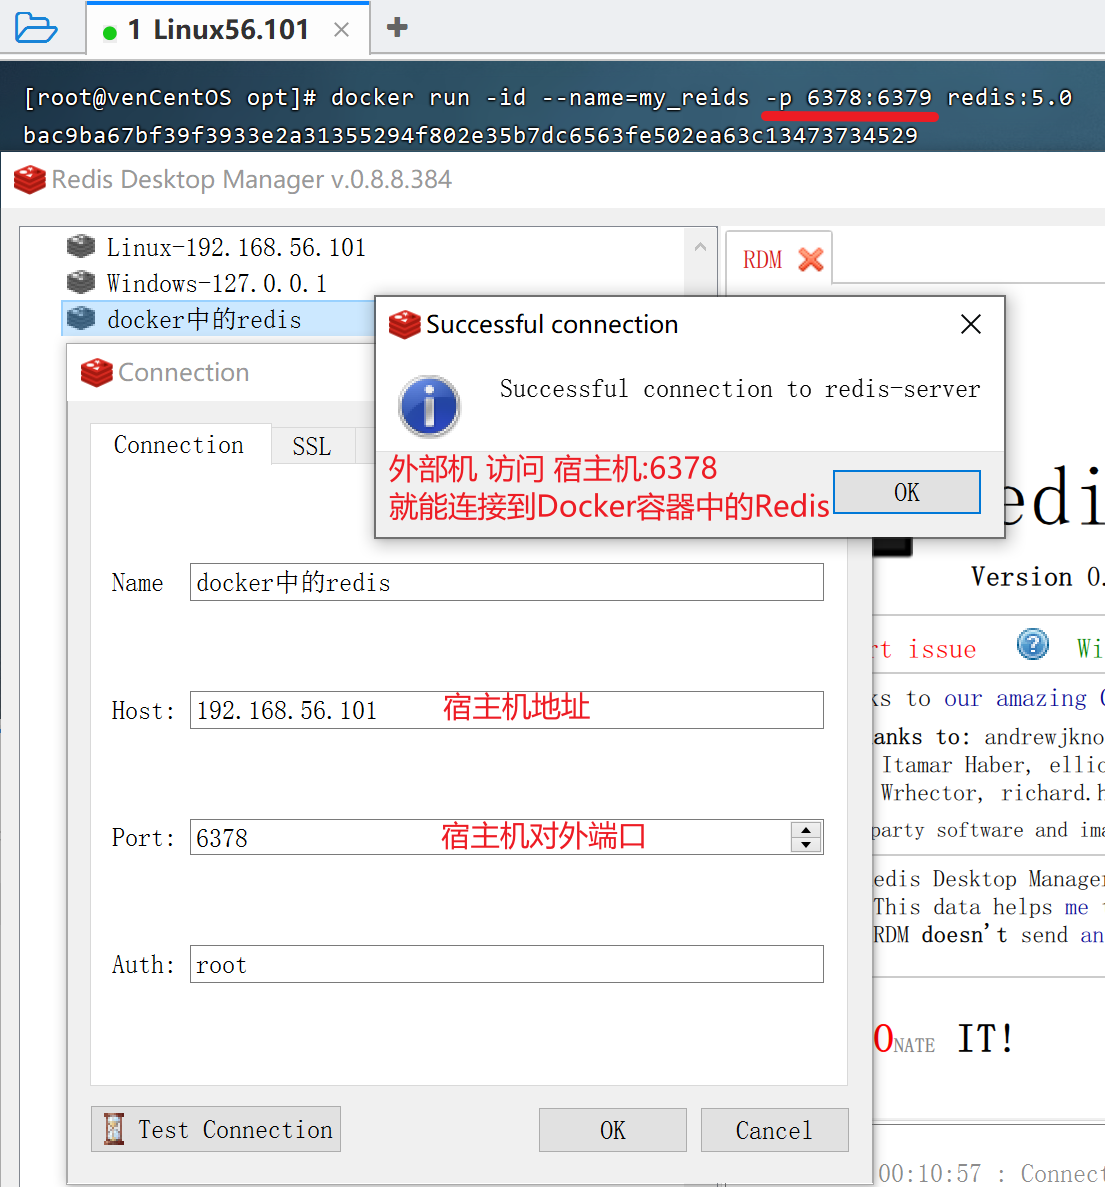 1 Linux56.101
[root@venCentOS opt]# docker run -id --name=my_reids -p 6378:6379 redis:5.0
bac9ba67bf39f3933e2a31355294f802e35b7dc6563fe502ea63c13473734529
Redis Desktop Manager v.0.8.8.384
Linux-192.168.56.101
Windows-127.0.0.1
docker中的redis
RDM
Successful connection
Successful connection to redis-server
外部机 访问 宿主机:6378
就能连接到Docker容器中的Redis
OK
Connection
Connection
SSL
Name
docker中的redis
Host:
192.168.56.101
宿主机地址
Port:
6378
宿主机对外端口
Auth:
root
Test Connection
OK
Cancel
edi
Version 0.
rt issue
Wi
ks to our amazing
anks to: andrewjkno
Itamar Haber, ellio
Wrhector, richard.h
party software and ima
edis Desktop Manager
This data helps me
RDM doesn't send an
ONATE IT!
00:10:57 : Connect